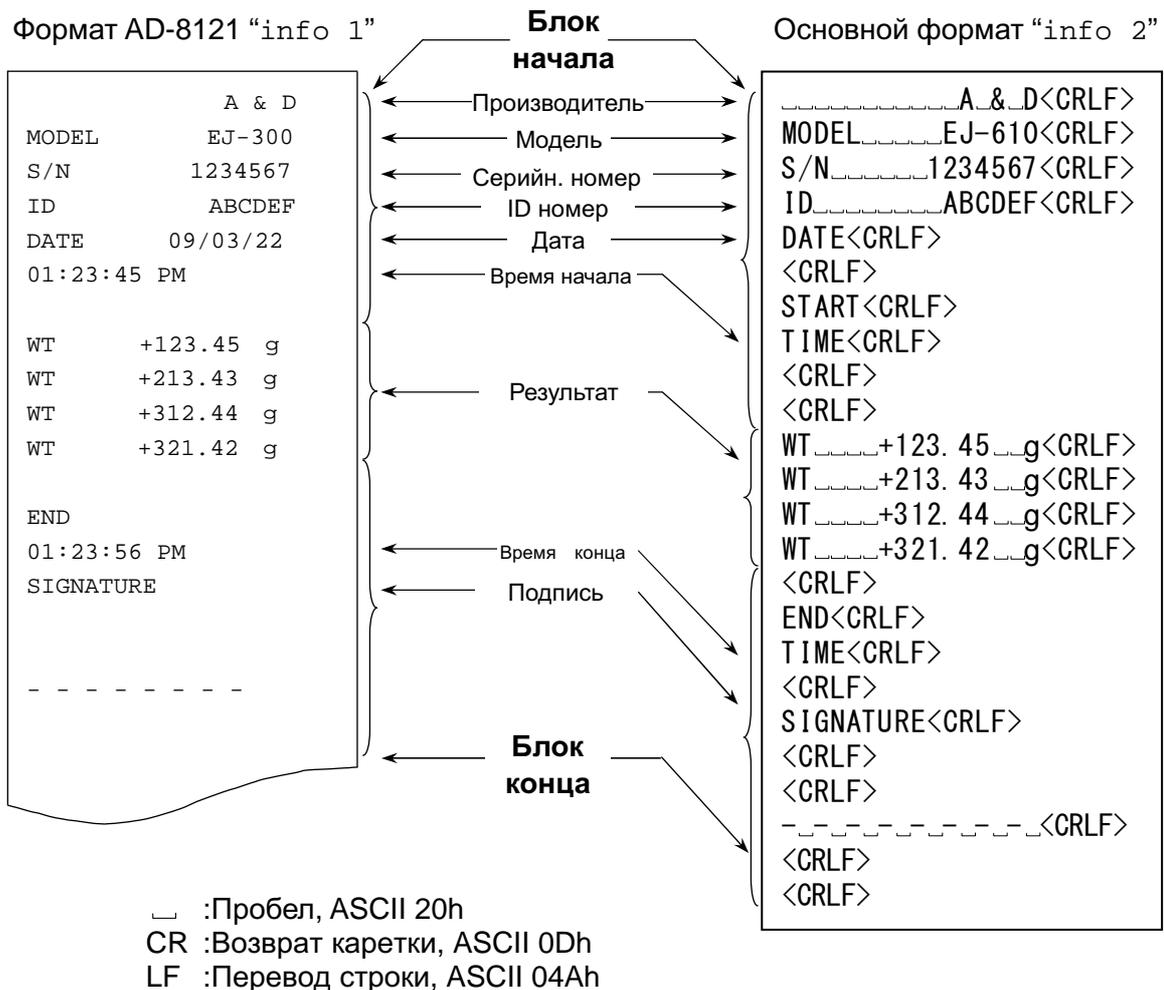 Формат AD-8121 “info 1”
Блок
начала
Основной формат “info 2”
A & D
MODEL EJ-300
S/N 1234567
ID ABCDEF
DATE 09/03/22
01:23:45 PM
WT +123.45 g
WT +213.43 g
WT +312.44 g
WT +321.42 g
END
01:23:56 PM
SIGNATURE
- - - - - - - -
Производитель
Модель
Серийн. номер
ID номер
Дата
Время начала
Результат
Время конца
Подпись
Блок
конца
␣␣␣␣␣␣␣␣␣␣␣A␣&␣D<CRLF>
MODEL␣␣␣␣␣EJ-610<CRLF>
S/N␣␣␣␣␣␣1234567<CRLF>
ID␣␣␣␣␣␣␣␣ABCDEF<CRLF>
DATE<CRLF>
<CRLF>
START<CRLF>
TIME<CRLF>
<CRLF>
<CRLF>
WT␣␣␣␣+123.45␣␣g<CRLF>
WT␣␣␣␣+213.43␣␣g<CRLF>
WT␣␣␣␣+312.44␣␣g<CRLF>
WT␣␣␣␣+321.42␣␣g<CRLF>
<CRLF>
END<CRLF>
TIME<CRLF>
<CRLF>
SIGNATURE<CRLF>
<CRLF>
<CRLF>
-␣-␣-␣-␣-␣-␣-␣-␣<CRLF>
<CRLF>
<CRLF>
␣ :Пробел, ASCII 20h
CR :Возврат каретки, ASCII 0Dh
LF :Перевод строки, ASCII 04Ah